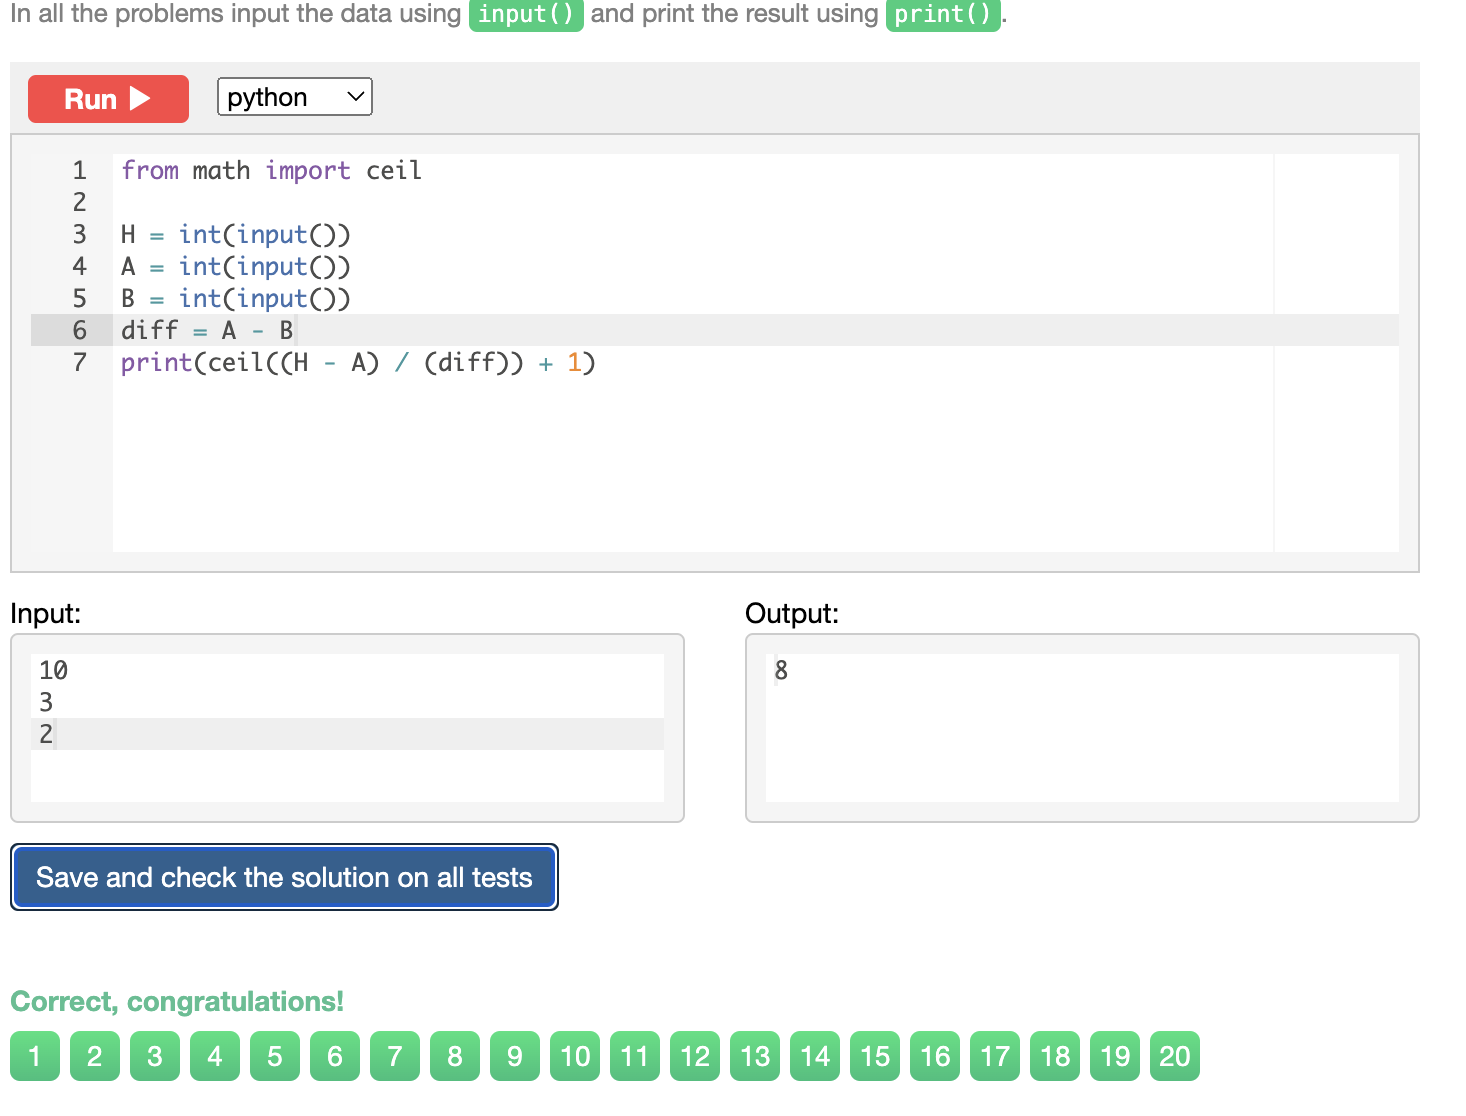 In all the problems input the data using input() and print the result using print().
Run
python
1 from math import ceil
2
3 H = int(input())
4 A = int(input())
5 B = int(input())
6 diff = A - B
7 print(ceil((H - A) / (diff)) + 1)
Input:
Output:
10
3
2
8
Save and check the solution on all tests
Correct, congratulations!
1 2 3 4 5 6 7 8 9 10 11 12 13 14 15 16 17 18 19 20